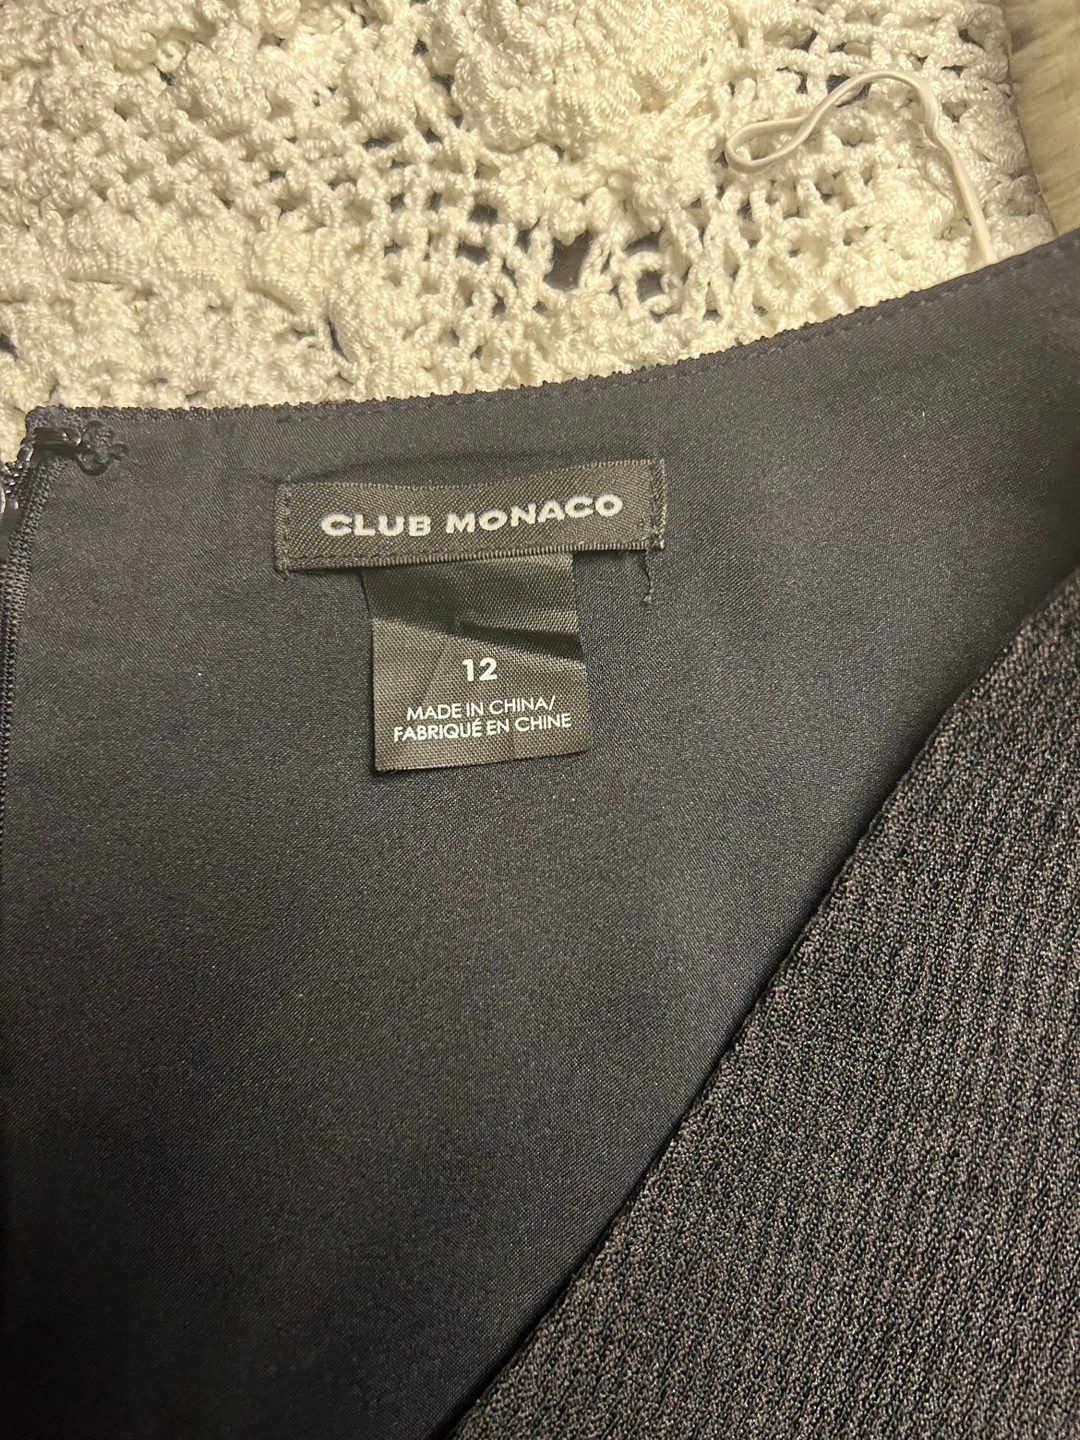 CLUB MONACO
12
MADE IN CHINA/
FABRIQUÉ EN CHINE